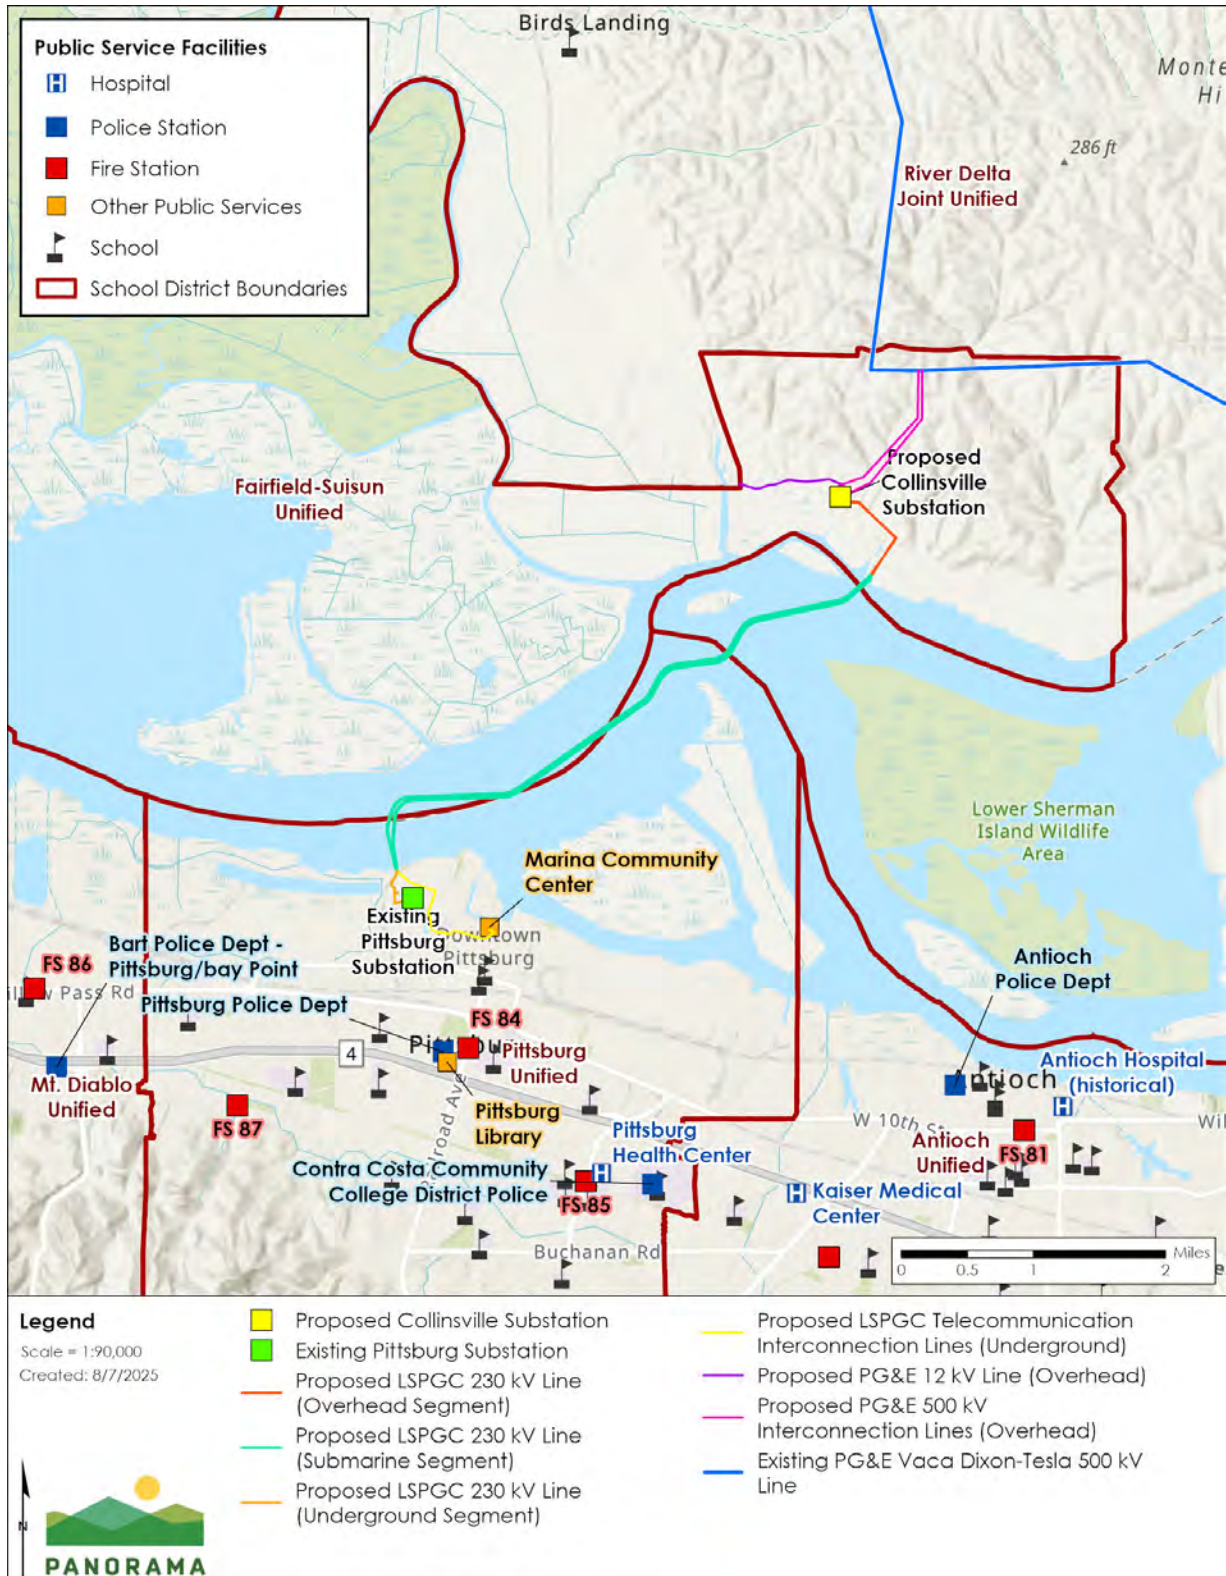 Birds Landing
Public Service Facilities
Hospital
Police Station
Fire Station
Other Public Services
School
School District Boundaries
286 ft
River Delta
Joint Unified
Fairfield-Suisun
Unified
Proposed
Collinsville
Substation
Lower Sherman
Island Wildlife
Area
Marina Community
Center
Existing
Pittsburg
Substation
Downtown
Pittsburg
Bart Police Dept -
Pittsburg/bay Point
FS 86
Pass Rd
Pittsburg Police Dept
Antioch
Police Dept
FS 84
4
Pittsburg
Unified
Mt. Diablo
Unified
FS 87
Antioch
Antioch Hospital
(historical)
Pittsburg
Library
Ave
W 10th St
Pittsburg
Health Center
Antioch
Unified
FS 81
Contra Costa Community
College District Police
FS 85
Kaiser Medical
Center
Buchanan Rd
Miles
0 0.5 1 2
Legend
Scale = 1:90,000
Created: 8/7/2025
Proposed Collinsville Substation
Existing Pittsburg Substation
Proposed LSPGC 230 kV Line
(Overhead Segment)
Proposed LSPGC 230 kV Line
(Submarine Segment)
Proposed LSPGC 230 kV Line
(Underground Segment)
Proposed LSPGC Telecommunication
Interconnection Lines (Underground)
Proposed PG&E 12 kV Line (Overhead)
Proposed PG&E 500 kV
Interconnection Lines (Overhead)
Existing PG&E Vaca Dixon-Tesla 500 kV
Line
N
PANORAMA